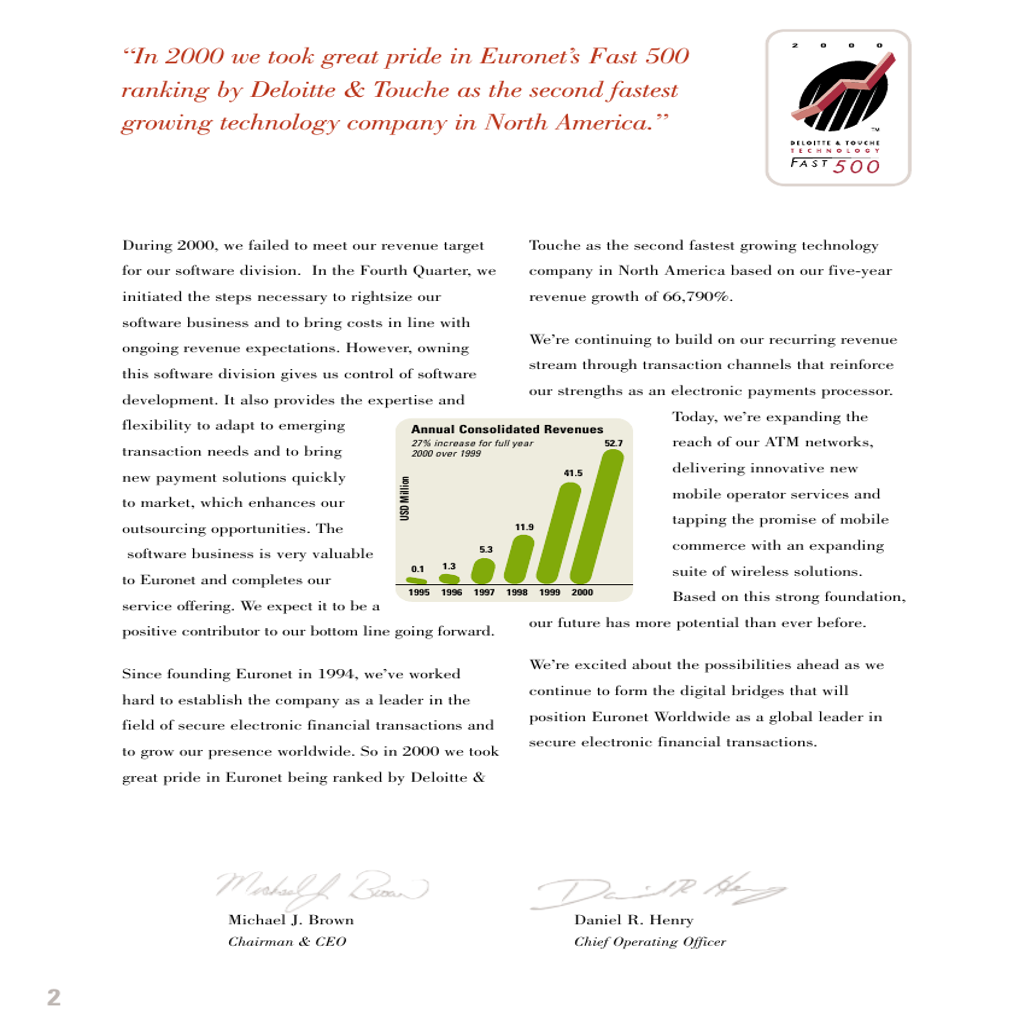 “In 2000 we took great pride in Euronet’s Fast 500
ranking by Deloitte & Touche as the second fastest
growing technology company in North America.”
2 0 0 0
TM
DELOITTE & TOUCHE
TECHNOLOGY
FAST 500
During 2000, we failed to meet our revenue target
for our software division.  In the Fourth Quarter, we
initiated the steps necessary to rightsize our
software business and to bring costs in line with
ongoing revenue expectations. However, owning
this software division gives us control of software
development. It also provides the expertise and
flexibility to adapt to emerging
transaction needs and to bring
new payment solutions quickly
to market, which enhances our
outsourcing opportunities. The
software business is very valuable
to Euronet and completes our
service offering. We expect it to be a
positive contributor to our bottom line going forward.
Since founding Euronet in 1994, we’ve worked
hard to establish the company as a leader in the
field of secure electronic financial transactions and
to grow our presence worldwide. So in 2000 we took
great pride in Euronet being ranked by Deloitte &
Annual Consolidated Revenues
27% increase for full year
2000 over 1999
USD Million
0.1 1.3 5.3 11.9 41.5 52.7
1995 1996 1997 1998 1999 2000
Touche as the second fastest growing technology
company in North America based on our five-year
revenue growth of 66,790%.
We’re continuing to build on our recurring revenue
stream through transaction channels that reinforce
our strengths as an electronic payments processor.
Today, we’re expanding the
reach of our ATM networks,
delivering innovative new
mobile operator services and
tapping the promise of mobile
commerce with an expanding
suite of wireless solutions.
Based on this strong foundation,
our future has more potential than ever before.
We’re excited about the possibilities ahead as we
continue to form the digital bridges that will
position Euronet Worldwide as a global leader in
secure electronic financial transactions.
Michael J. Brown
Michael J. Brown
Chairman & CEO
Daniel R. Henry
Daniel R. Henry
Chief Operating Officer
2